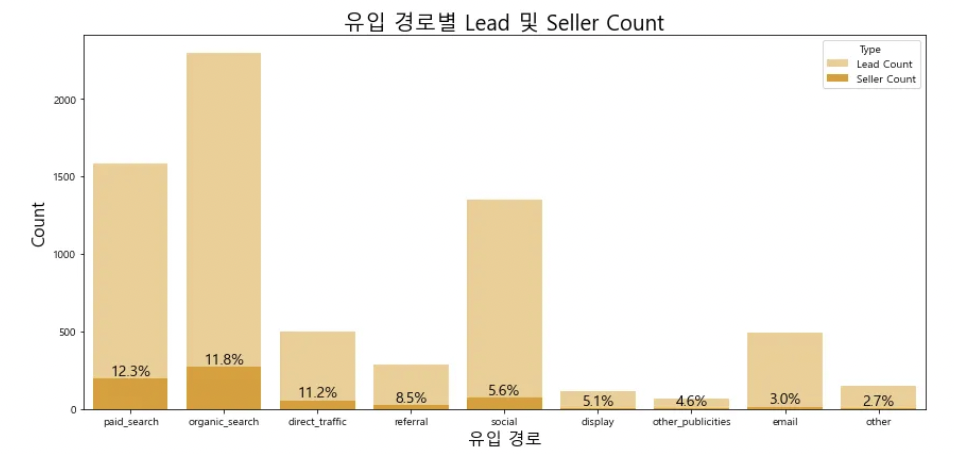 유입 경로별 Lead 및 Seller Count
Type
Lead Count
Seller Count
Count
2000
1500
1000
500
0
12.3%
11.8%
11.2%
8.5%
5.6%
5.1%
4.6%
3.0%
2.7%
paid_search
organic_search
direct_traffic
referral
social
display
other_publicities
email
other
유입 경로